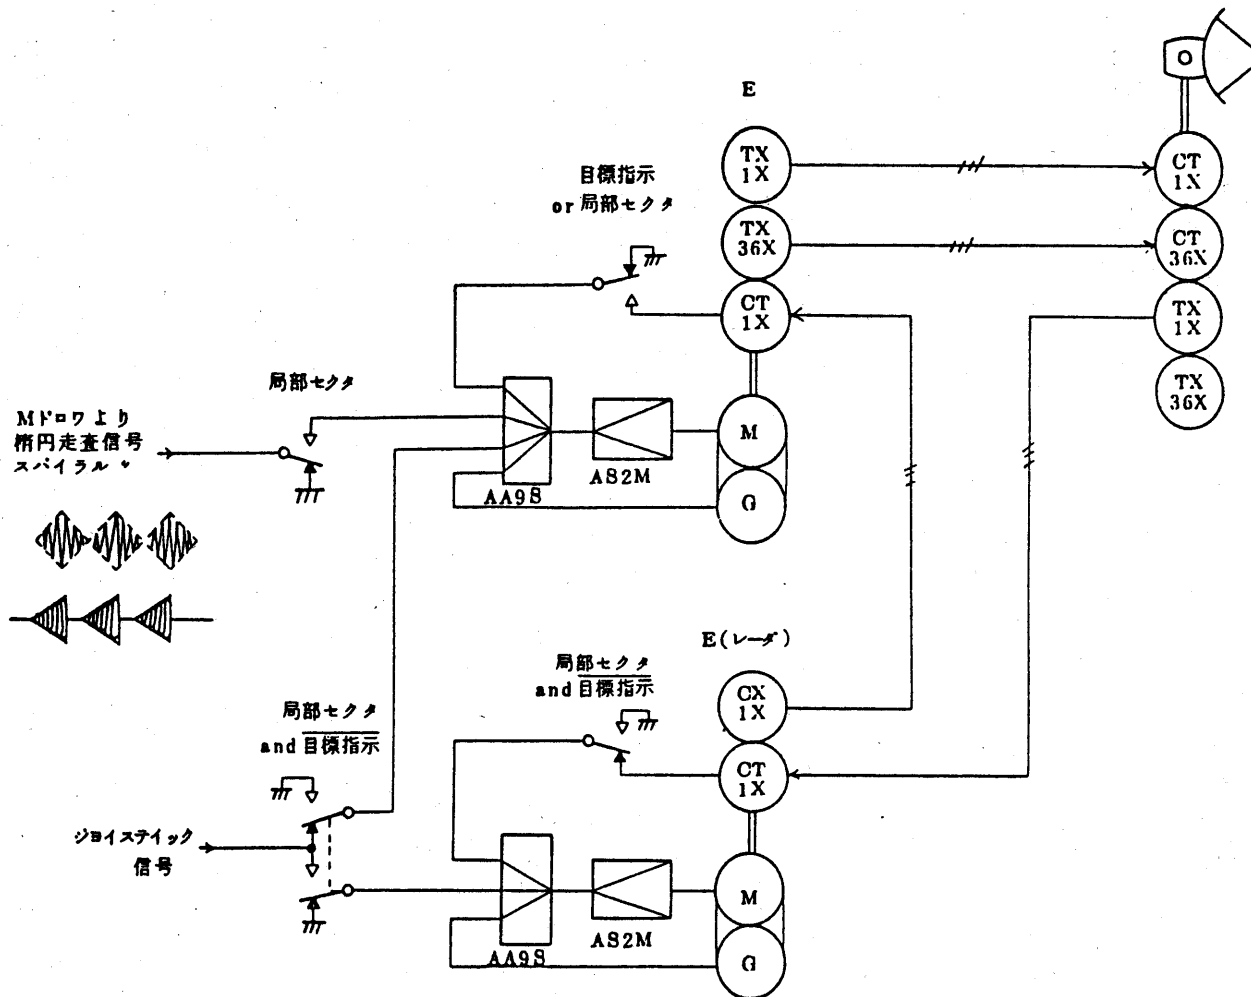 E
TX
1X
TX
36X
CT
1X
M
G
CT
1X
CT
36X
TX
1X
TX
36X
目標指示
or 局部セクタ
局部セクタ
Mドロワより
楕円走査信号
スパイラル 〃
AA9S
AS2M
E(レーダ)
CX
1X
CT
1X
M
G
局部セクタ
and 目標指示
局部セクタ
and 目標指示
ジョイステイック
信号
AA9S
AS2M